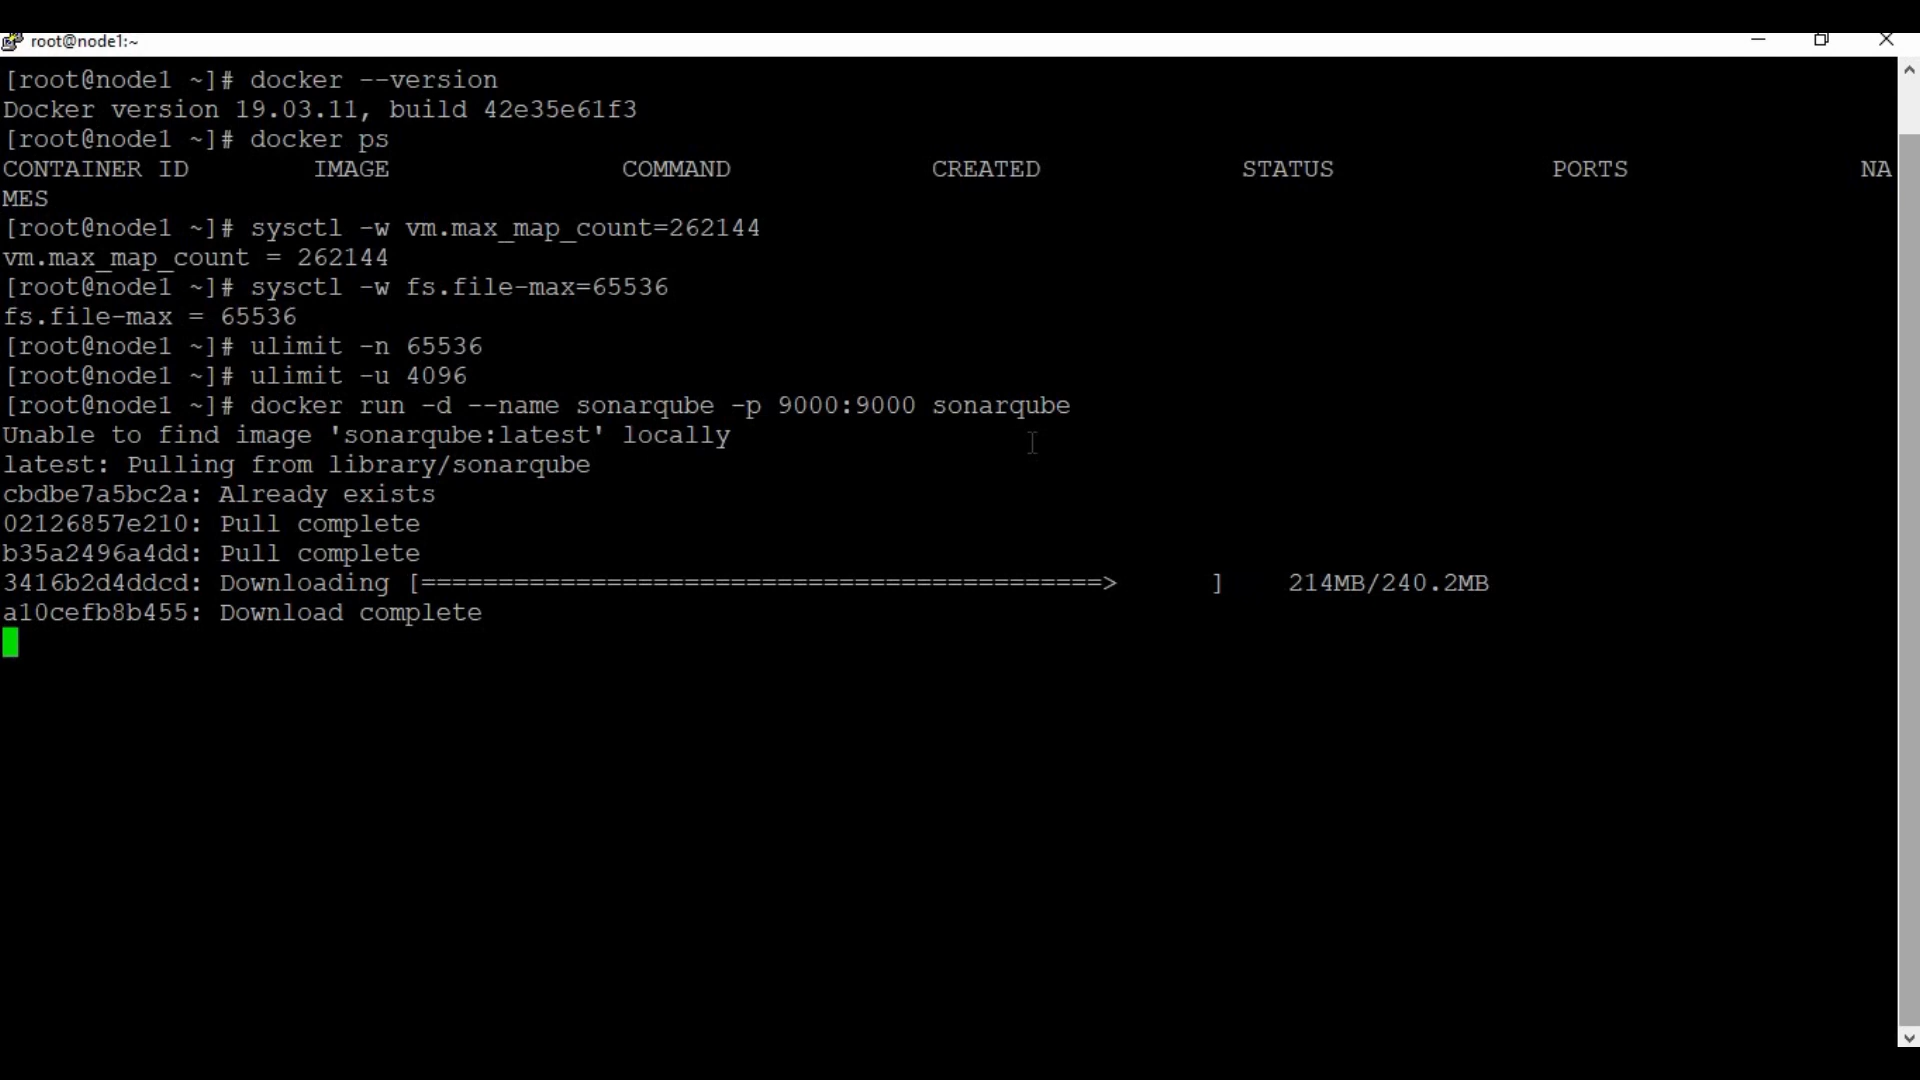 root@node1:~
[root@node1 ~]# docker --version
Docker version 19.03.11, build 42e35e61f3
[root@node1 ~]# docker ps
CONTAINER ID        IMAGE               COMMAND             CREATED             STATUS              PORTS               NA
MES
[root@node1 ~]# sysctl -w vm.max_map_count=262144
vm.max_map_count = 262144
[root@node1 ~]# sysctl -w fs.file-max=65536
fs.file-max = 65536
[root@node1 ~]# ulimit -n 65536
[root@node1 ~]# ulimit -u 4096
[root@node1 ~]# docker run -d --name sonarqube -p 9000:9000 sonarqube
Unable to find image 'sonarqube:latest' locally
latest: Pulling from library/sonarqube
cbdbe7a5bc2a: Already exists
02126857e210: Pull complete
b35a2496a4dd: Pull complete
3416b2d4ddcd: Downloading [============================================>      ]     214MB/240.2MB
a10cefb8b455: Download complete